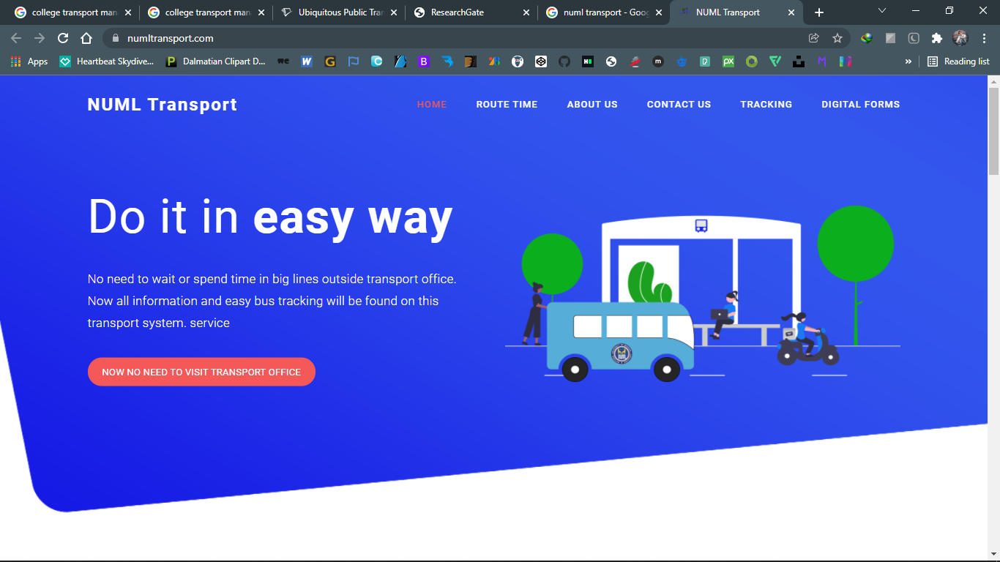 college transport man
college transport man
Ubiquitous Public Tran
ResearchGate
numl transport - Goog
NUML Transport
numltransport.com
Apps
Heartbeat Skydive...
Dalmatian Clipart D...
Reading list
NUML Transport
HOME
ROUTE TIME
ABOUT US
CONTACT US
TRACKING
DIGITAL FORMS
Do it in easy way
No need to wait or spend time in big lines outside transport office.
Now all information and easy bus tracking will be found on this
transport system. service
NOW NO NEED TO VISIT TRANSPORT OFFICE